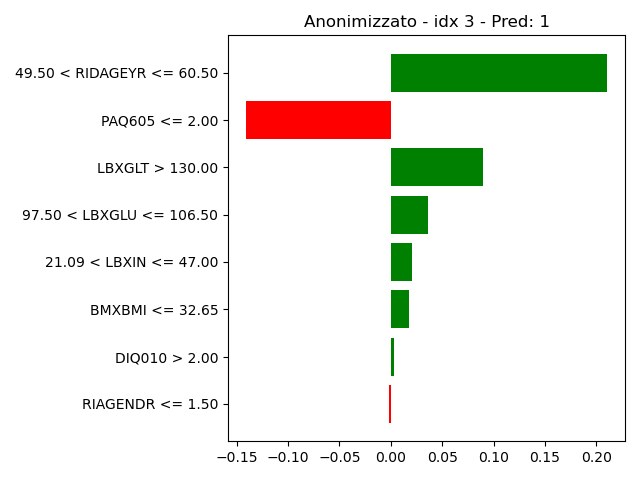 Anonimizzato - idx 3 - Pred: 1
49.50 < RIDAGEYR <= 60.50
PAQ605 <= 2.00
LBXGLT > 130.00
97.50 < LBXGLU <= 106.50
21.09 < LBXIN <= 47.00
BMXBMI <= 32.65
DIQ010 > 2.00
RIAGENDR <= 1.50
−0.15 −0.10 −0.05 0.00 0.05 0.10 0.15 0.20